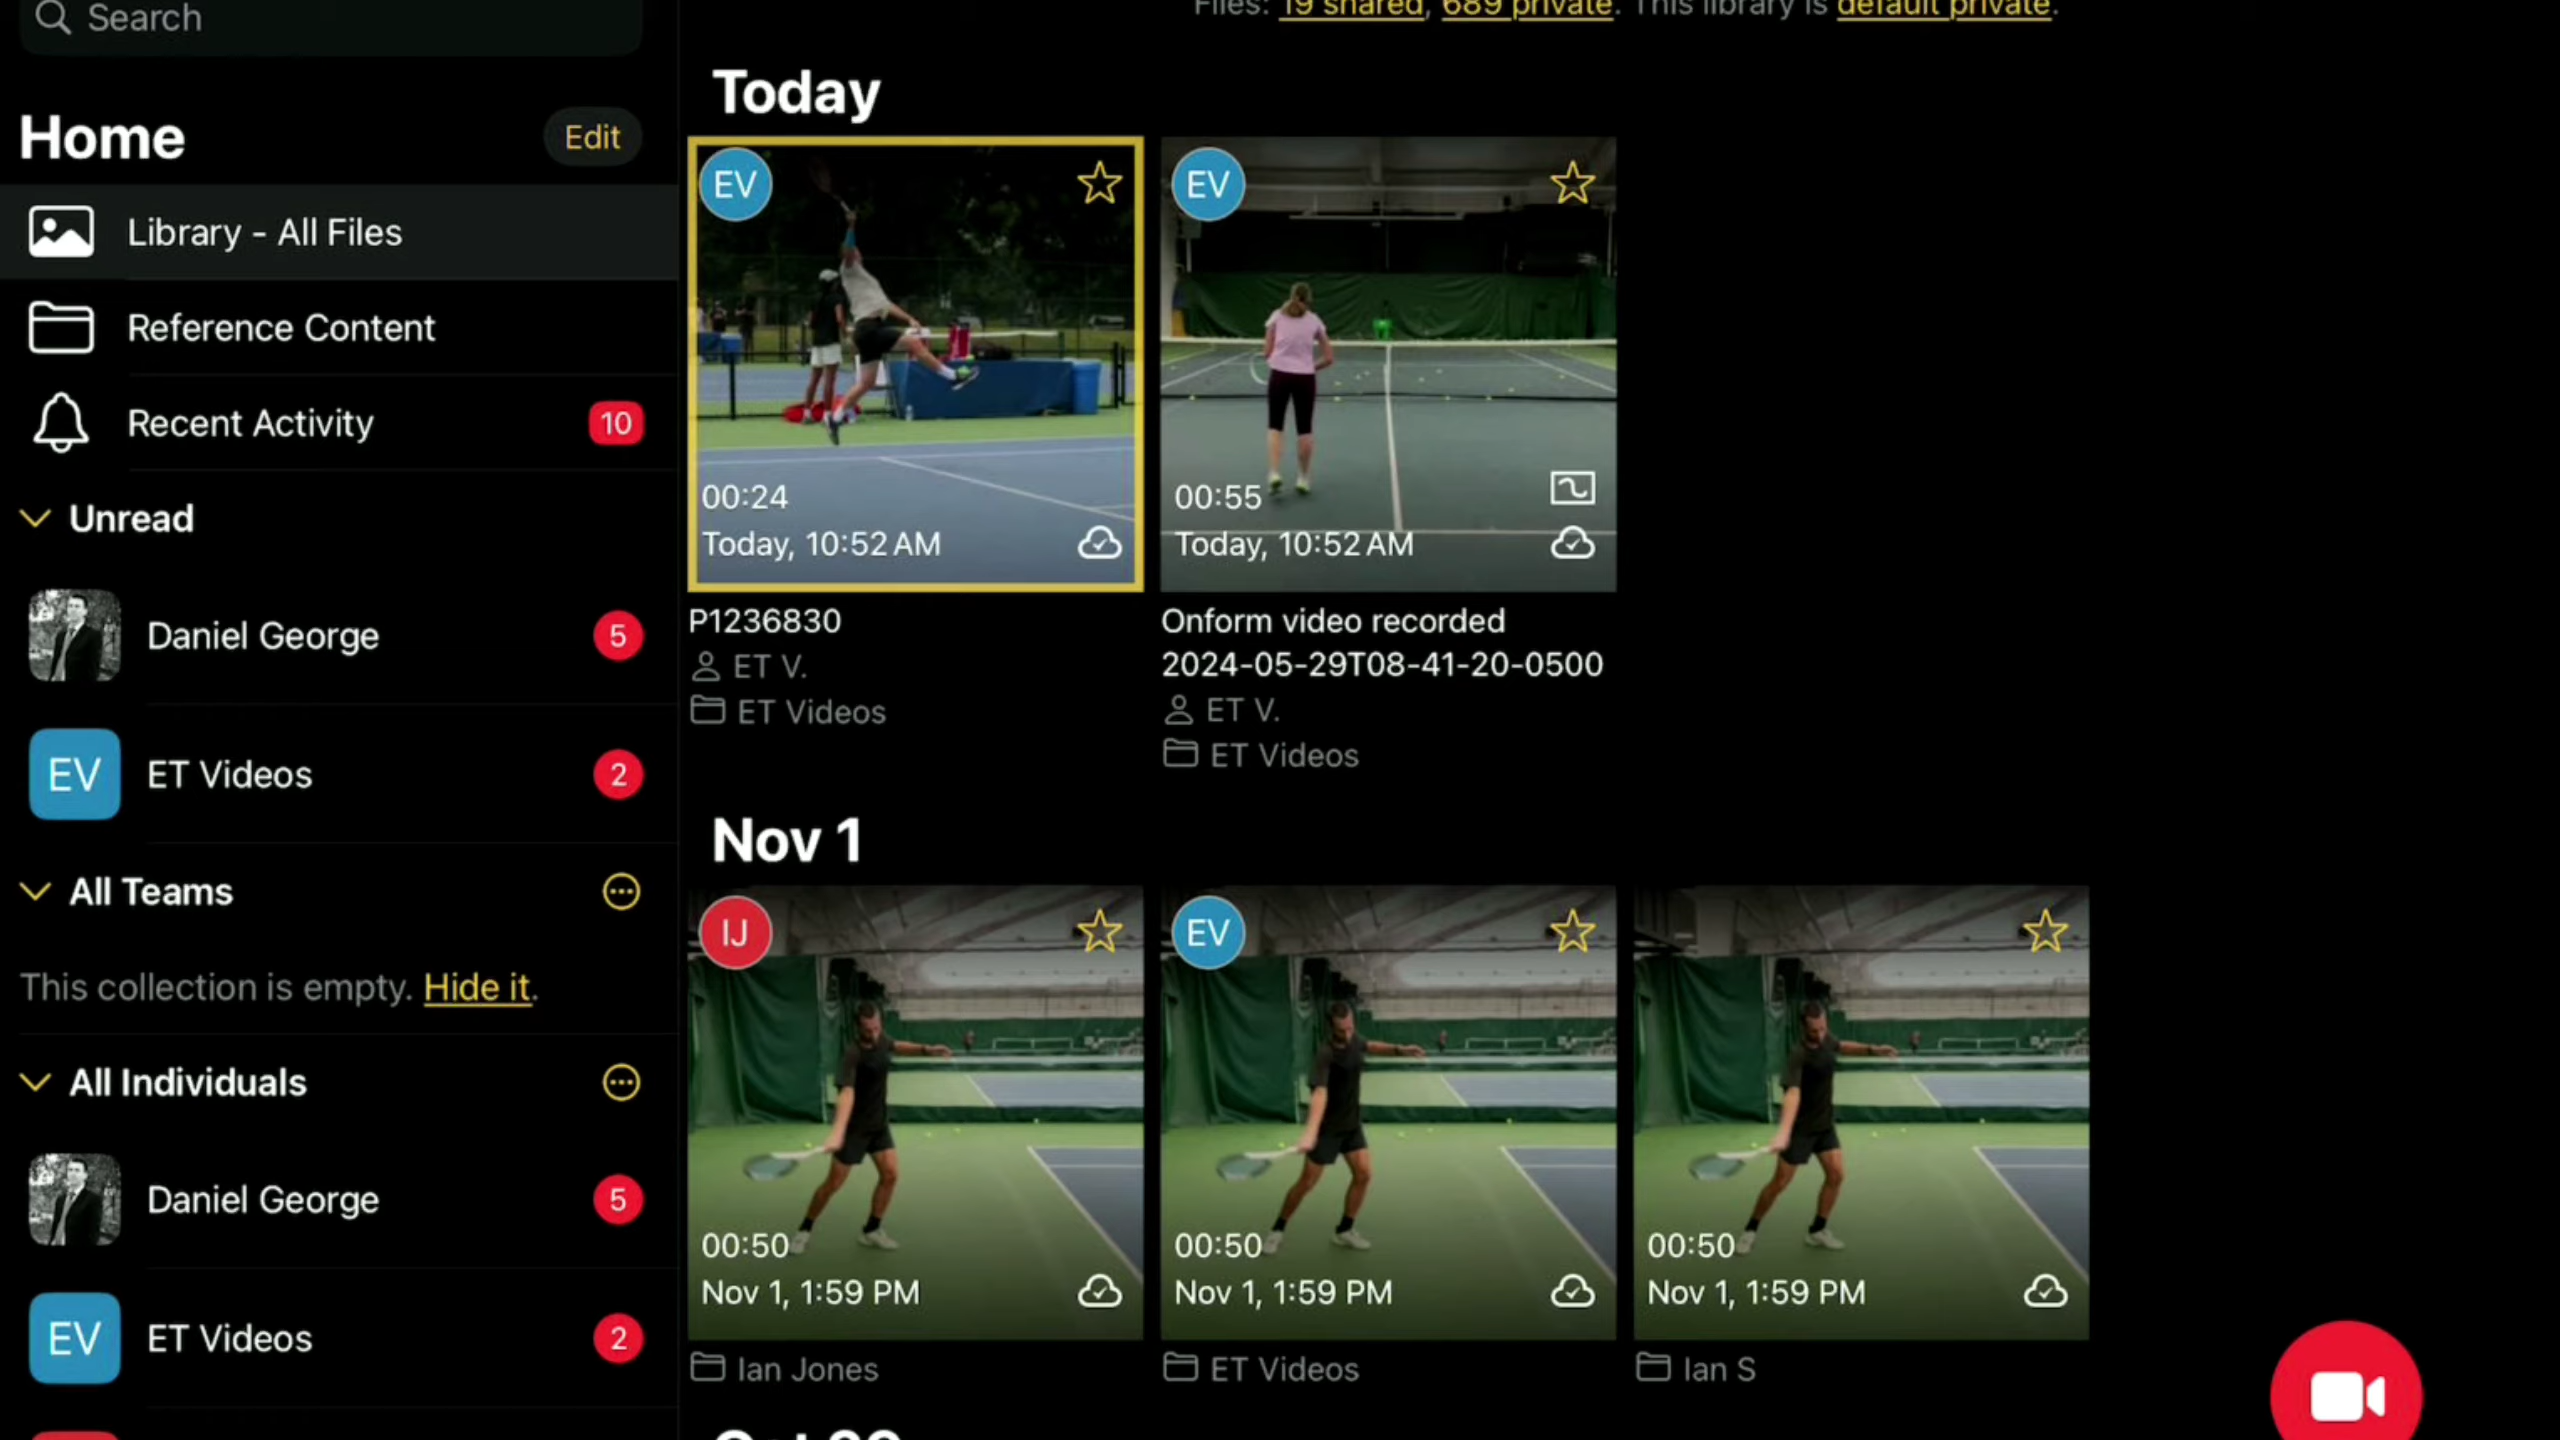 Search
Home
Edit
Library - All Files
Reference Content
Recent Activity
10
Unread
Daniel George
5
EV
ET Videos
2
All Teams
This collection is empty. Hide it.
All Individuals
Daniel George
5
EV
ET Videos
2
Files: 19 shared, 689 private. This library is default private.
Today
EV
00:24
Today, 10:52 AM
P1236830
ET V.
ET Videos
EV
00:55
Today, 10:52 AM
Onform video recorded
2024-05-29T08-41-20-0500
ET V.
ET Videos
Nov 1
IJ
00:50
Nov 1, 1:59 PM
Ian Jones
EV
00:50
Nov 1, 1:59 PM
ET Videos
00:50
Nov 1, 1:59 PM
Ian S